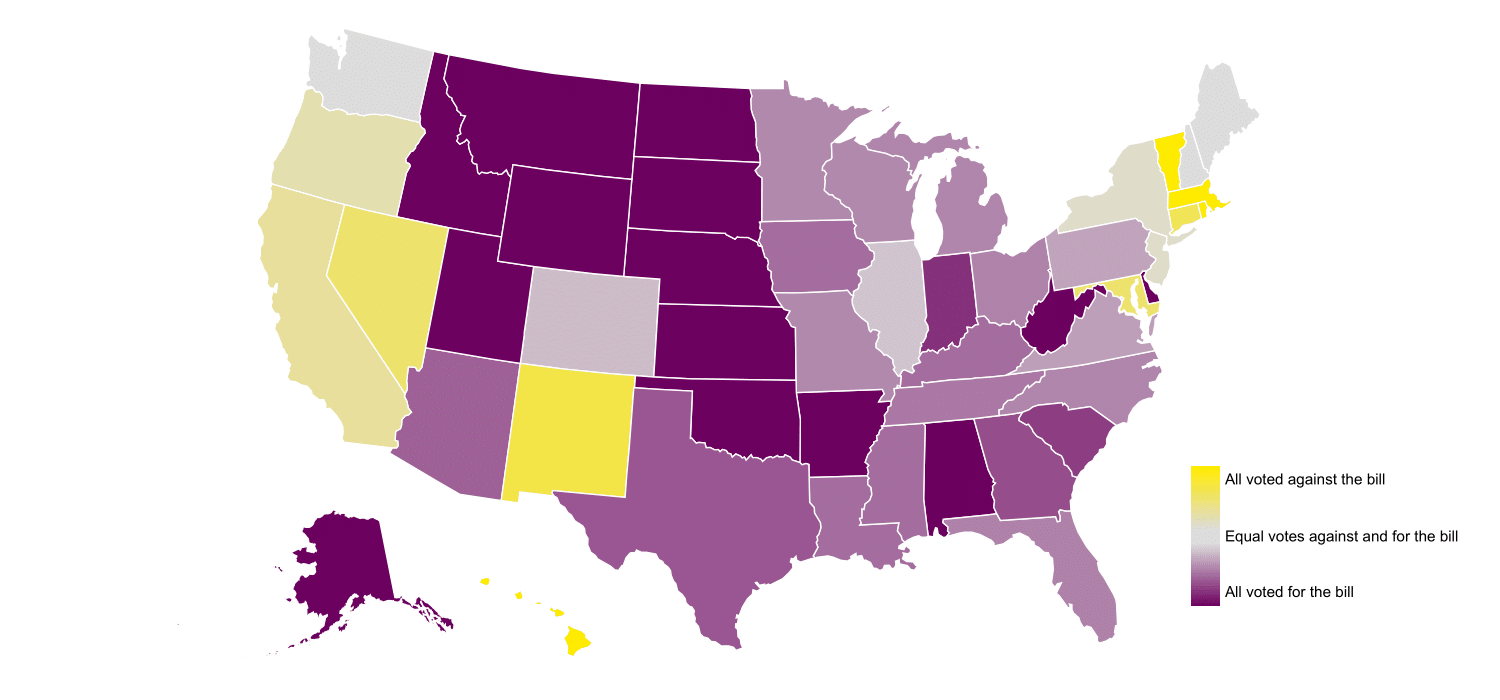 All voted against the bill
Equal votes against and for the bill
All voted for the bill